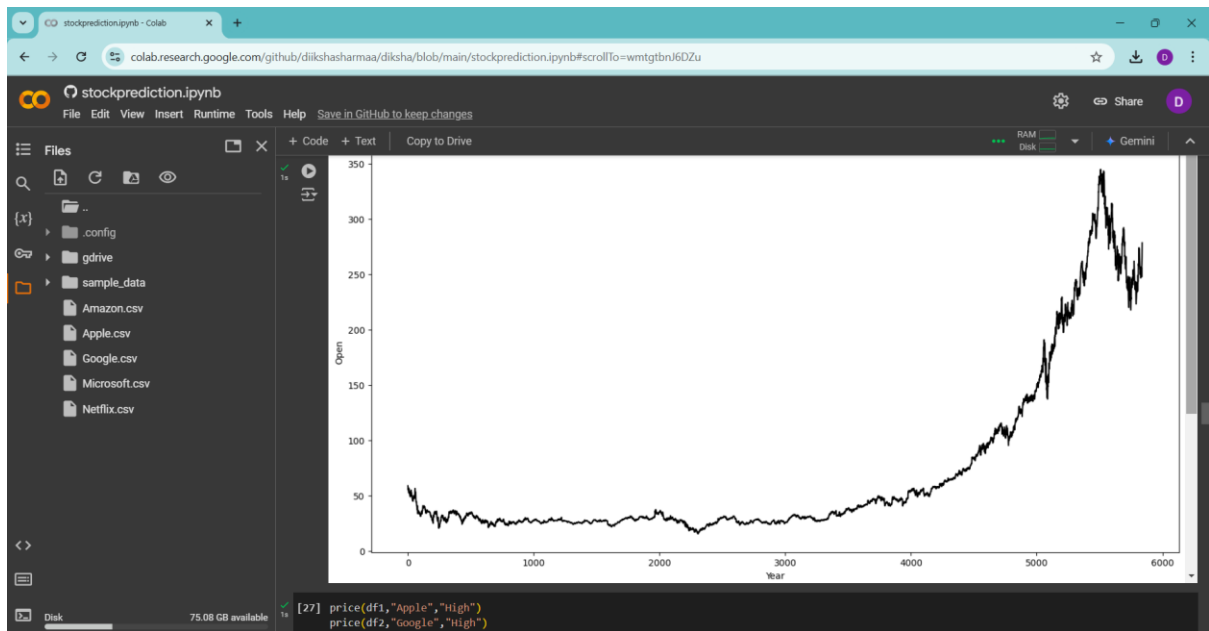 stockprediction.ipynb - Colab
colab.research.google.com/github/diikshasharmaa/diksha/blob/main/stockprediction.ipynb#scrollTo=wmtgtbnJ6DZu
D
CO
stockprediction.ipynb
File Edit View Insert Runtime Tools Help Save in GitHub to keep changes
Share
D
Files
+ Code + Text Copy to Drive
RAM
Disk
Gemini
{x}
..
.config
gdrive
sample_data
Amazon.csv
Apple.csv
Google.csv
Microsoft.csv
Netflix.csv
Disk 75.08 GB available
1s
350
300
250
200
150
100
50
0
Open
0 1000 2000 3000 4000 5000 6000
Year
1s
[27] price(df1,"Apple","High")
price(df2,"Google","High")